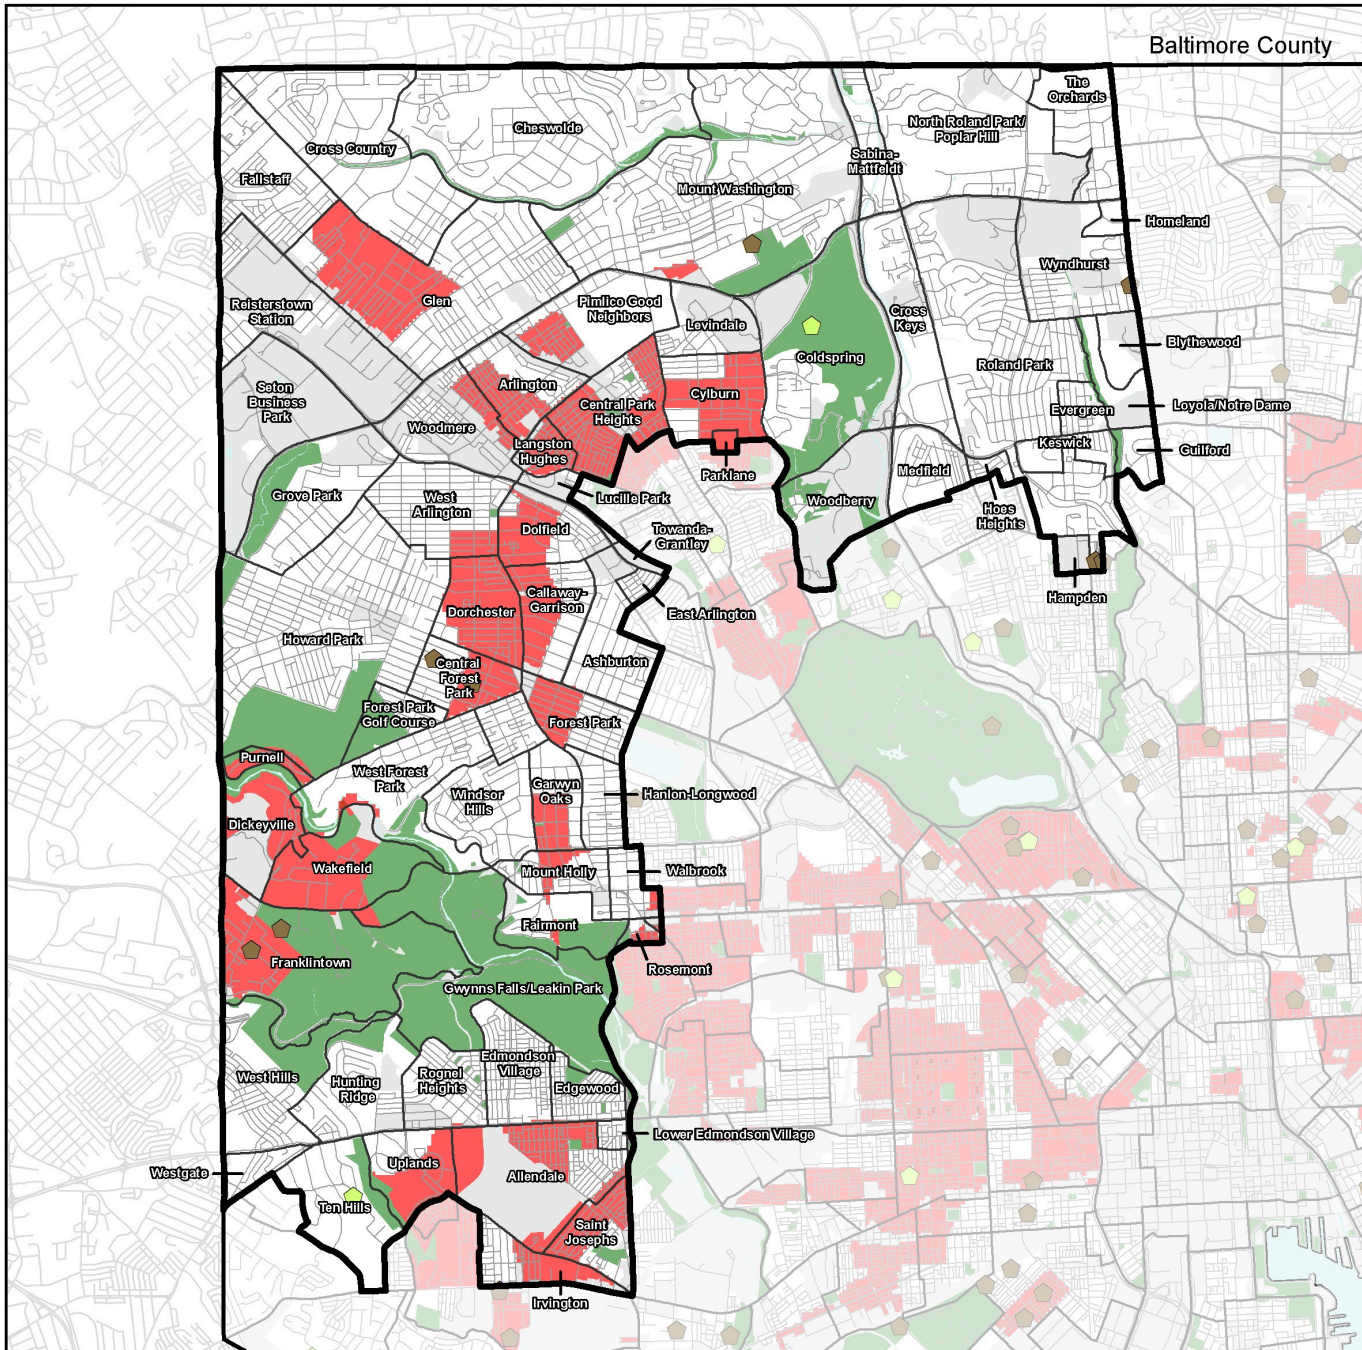 Baltimore County
The
Orchards
North Roland Park/
Poplar Hill
Cheswolde
Cross Country
Sabina-
Mattfeldt
Fallstaff
Mount Washington
Homeland
Wyndhurst
Glen
Pimlico Good
Neighbors
Reisterstown
Station
Levindale
Cross
Keys
Blythewood
Coldspring
Roland Park
Arlington
Seton
Business
Park
Cylburn
Central Park
Heights
Evergreen
Loyola/Notre Dame
Woodmere
Langston
Hughes
Keswick
Guilford
Parklane
Medfield
Grove Park
West
Arlington
Lucille Park
Woodberry
Hoes
Heights
Dolfield
Towanda-
Grantley
Callaway-
Garrison
Hampden
Dorchester
East Arlington
Howard Park
Ashburton
Central
Forest
Park
Forest Park
Golf Course
Forest Park
Purnell
West Forest
Park
Windsor
Hills
Garwyn
Oaks
Hanlon-Longwood
Dickeyville
Wakefield
Mount Holly
Walbrook
Fairmont
Franklintown
Rosemont
Gwynns Falls/Leakin Park
West Hills
Hunting
Ridge
Rognel
Heights
Edmondson
Village
Edgewood
Lower Edmondson Village
Westgate
Uplands
Allendale
Ten Hills
Saint
Josephs
Irvington